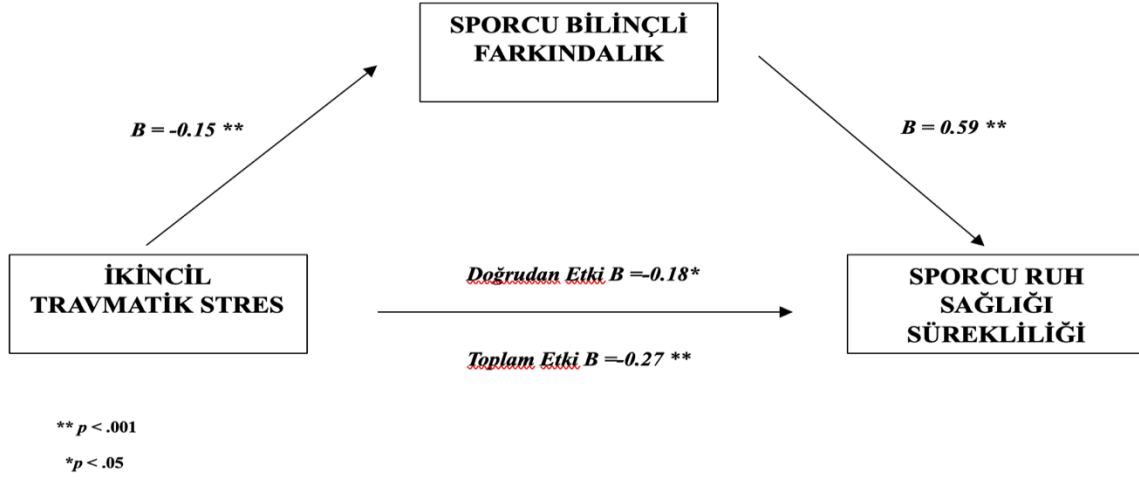 SPORCU BİLİNÇLİ
FARKINDALIK
B = -0.15 **
B = 0.59 **
İKİNCİL
TRAVMATİK STRES
Doğrudan Etki B =-0.18*
Toplam Etki B =-0.27 **
SPORCU RUH
SAĞLIĞI
SÜREKLİLİĞİ
** p < .001
*p < .05